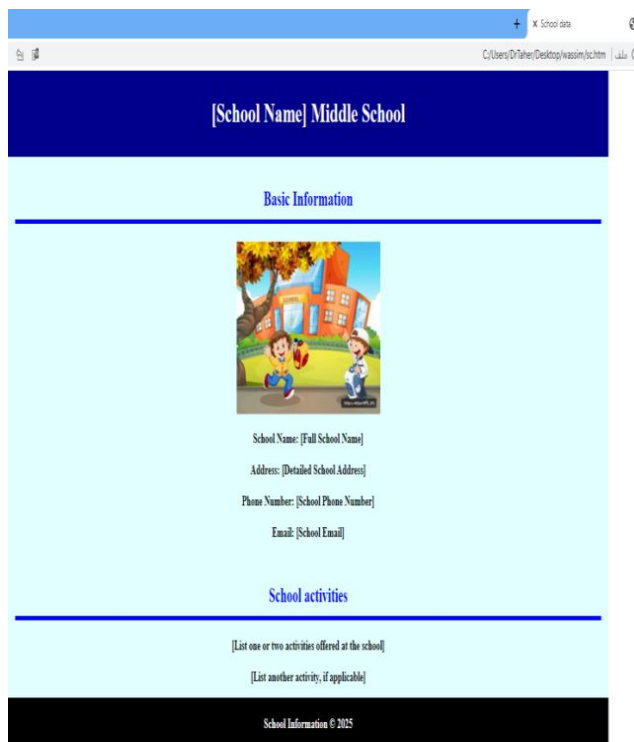 School data
C:/Users/DrTaher/Desktop/wassim/sc.htm | ملف
[School Name] Middle School
Basic Information
SCHOOL
School Name: [Full School Name]
Address: [Detailed School Address]
Phone Number: [School Phone Number]
Email: [School Email]
School activities
[List one or two activities offered at the school]
[List another activity, if applicable]
School Information © 2025